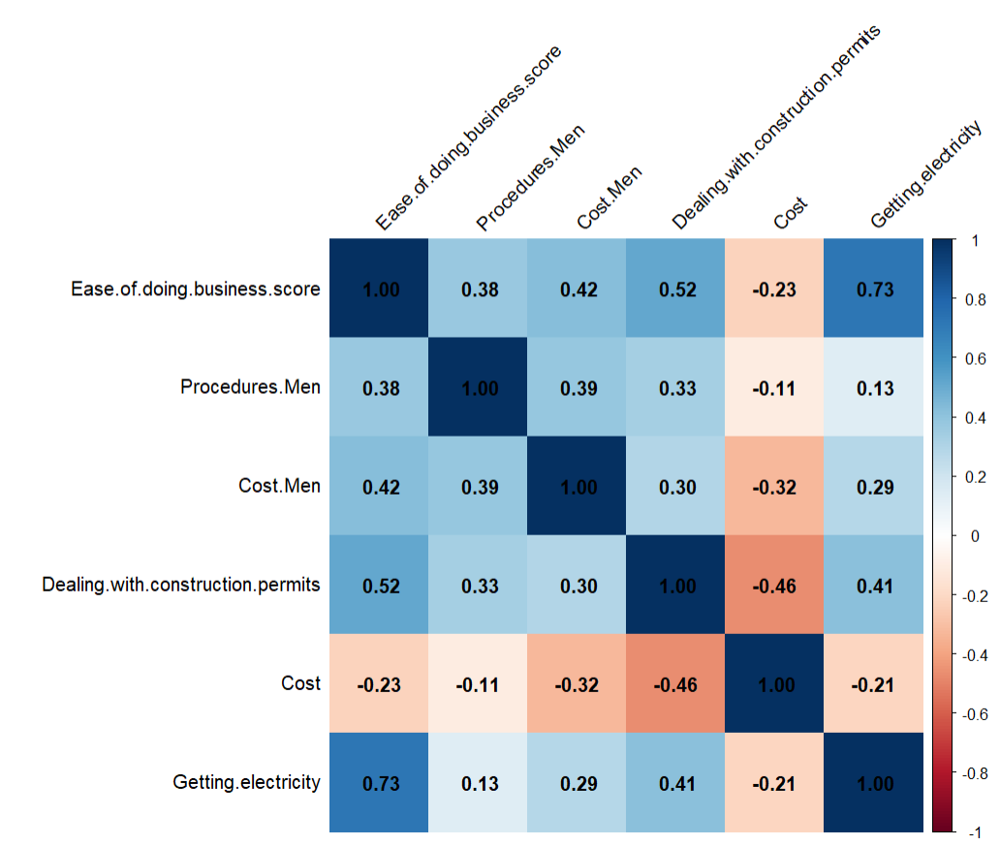 Ease.of.doing.business.score
Procedures.Men
Cost.Men
Dealing.with.construction.permits
Cost
Getting.electricity
Ease.of.doing.business.score 1.00 0.38 0.42 0.52 -0.23 0.73
Procedures.Men 0.38 1.00 0.39 0.33 -0.11 0.13
Cost.Men 0.42 0.39 1.00 0.30 -0.32 0.29
Dealing.with.construction.permits 0.52 0.33 0.30 1.00 -0.46 0.41
Cost -0.23 -0.11 -0.32 -0.46 1.00 -0.21
Getting.electricity 0.73 0.13 0.29 0.41 -0.21 1.00
1
0.8
0.6
0.4
0.2
0
-0.2
-0.4
-0.6
-0.8
-1